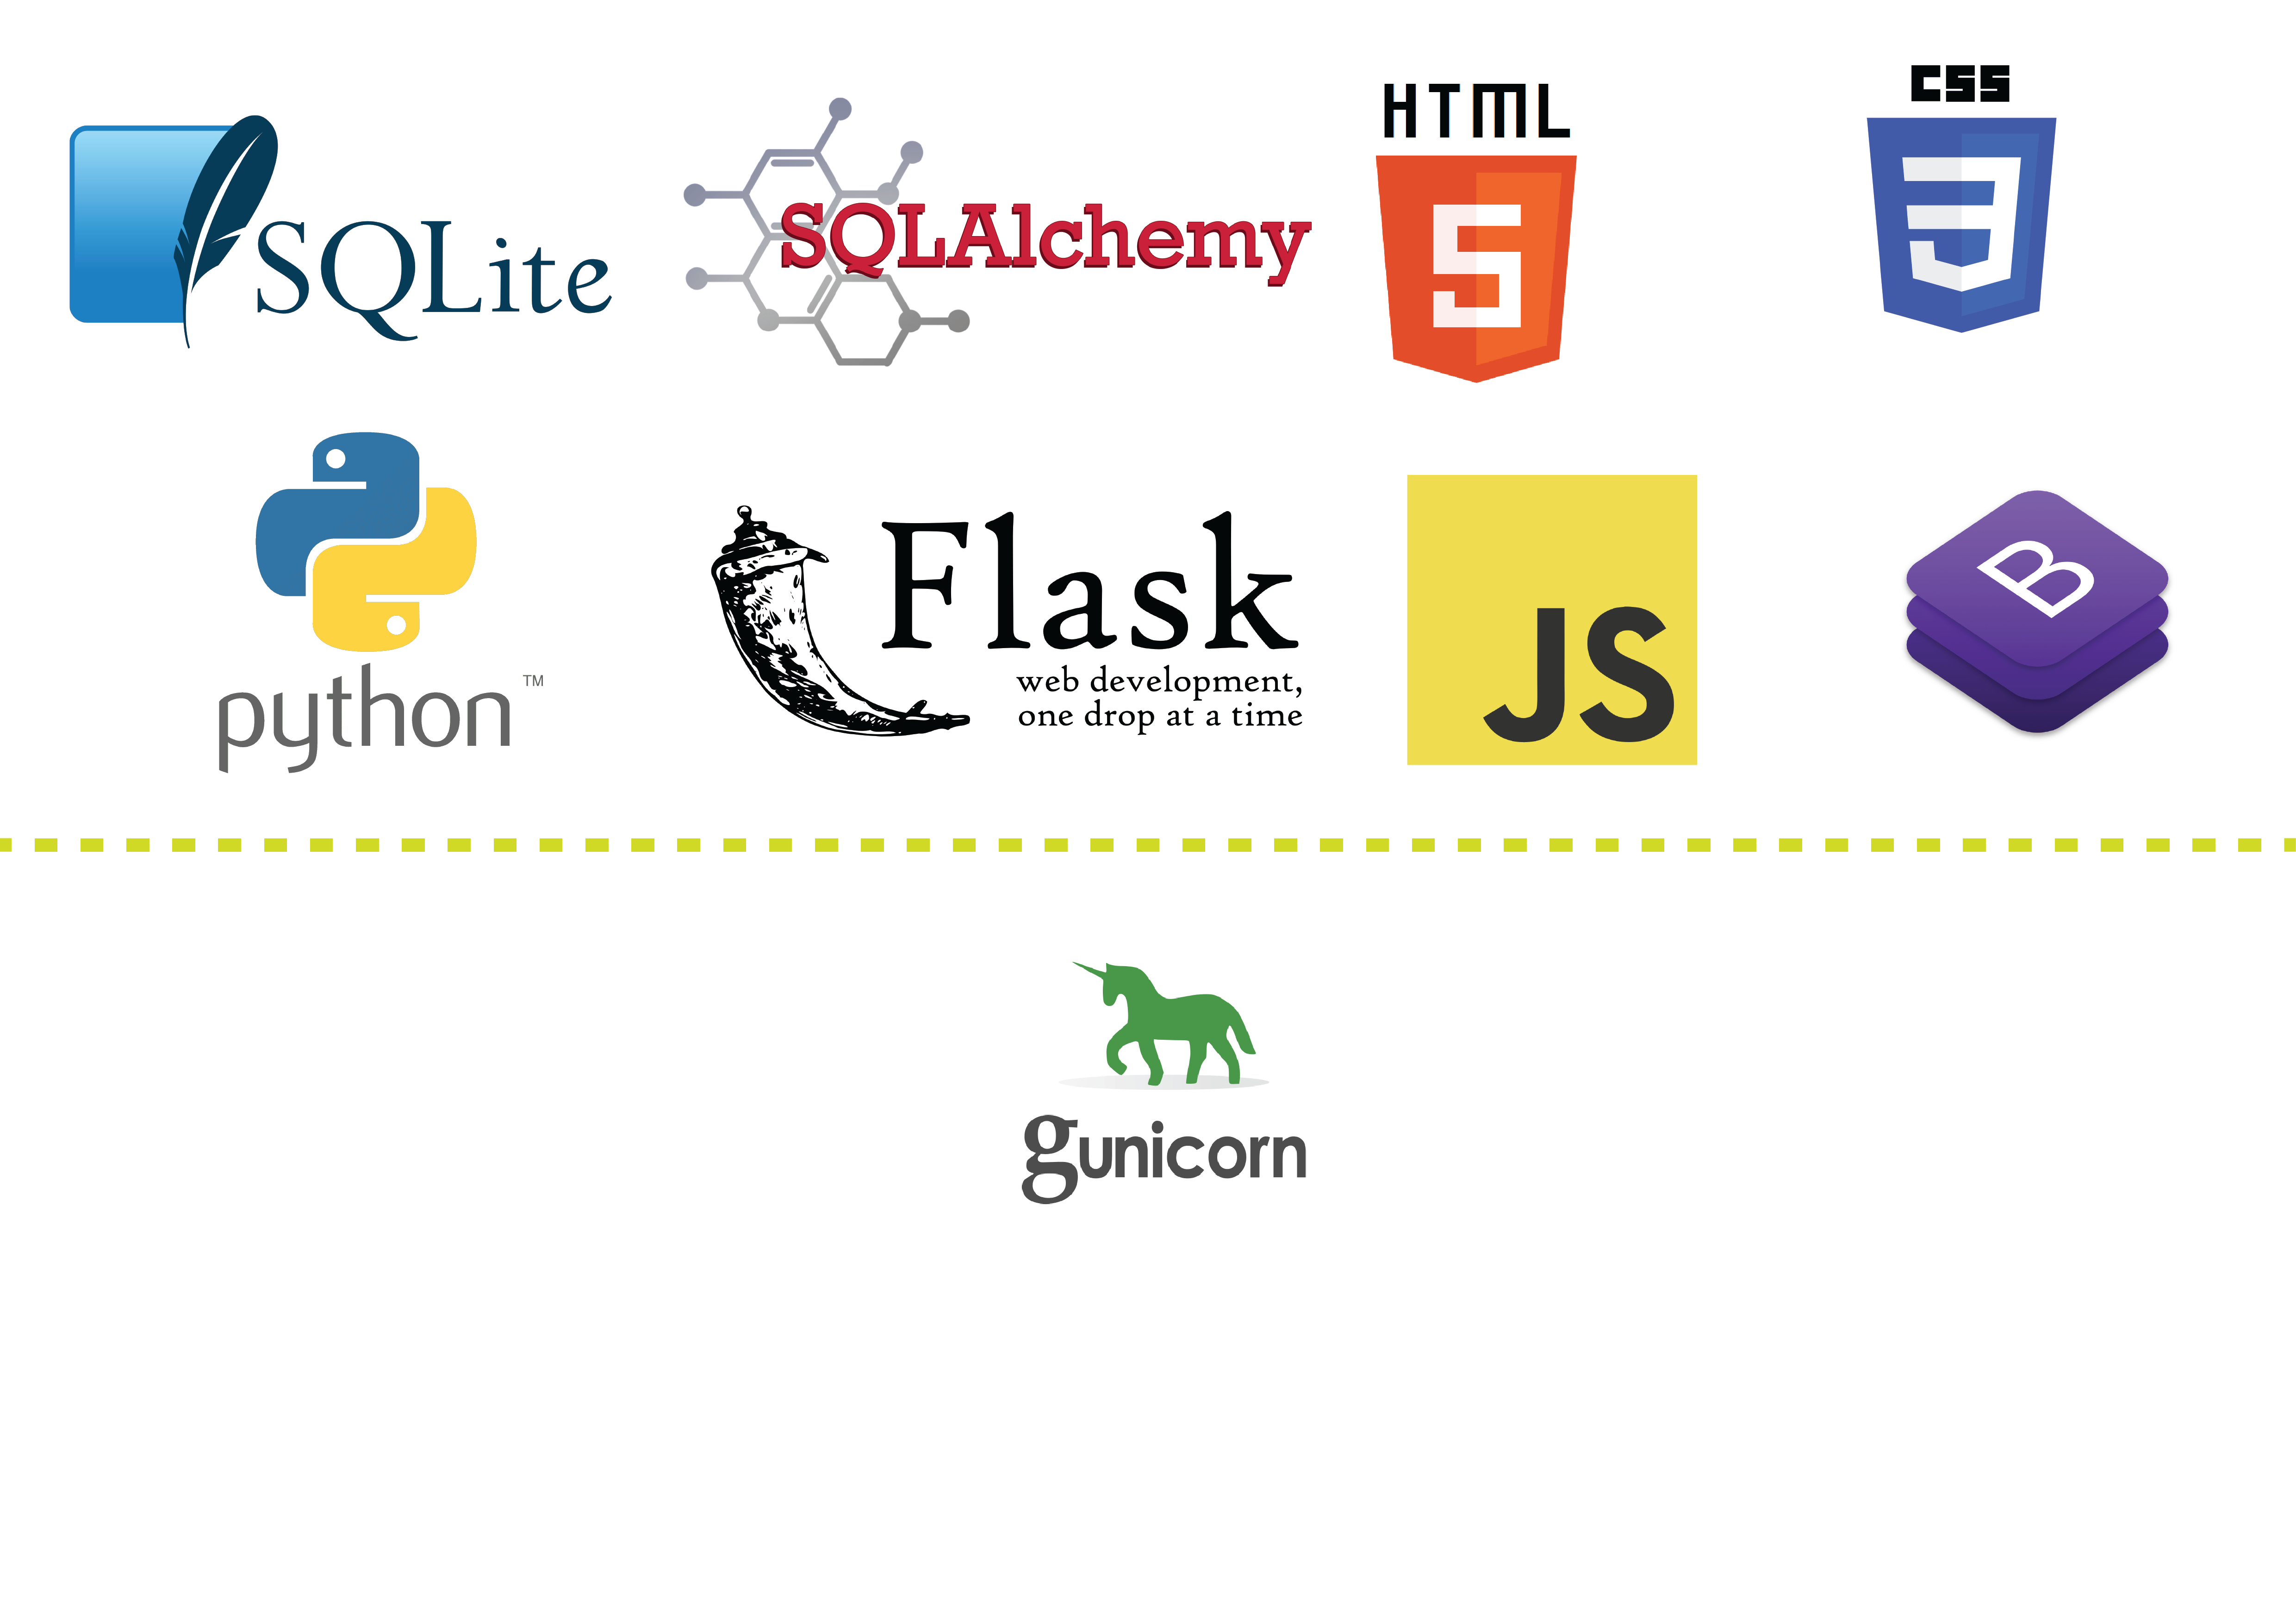 SQLite
SQLAlchemy
HTML
5
CSS
3
python™
Flask
web development,
one drop at a time
JS
B
gunicorn